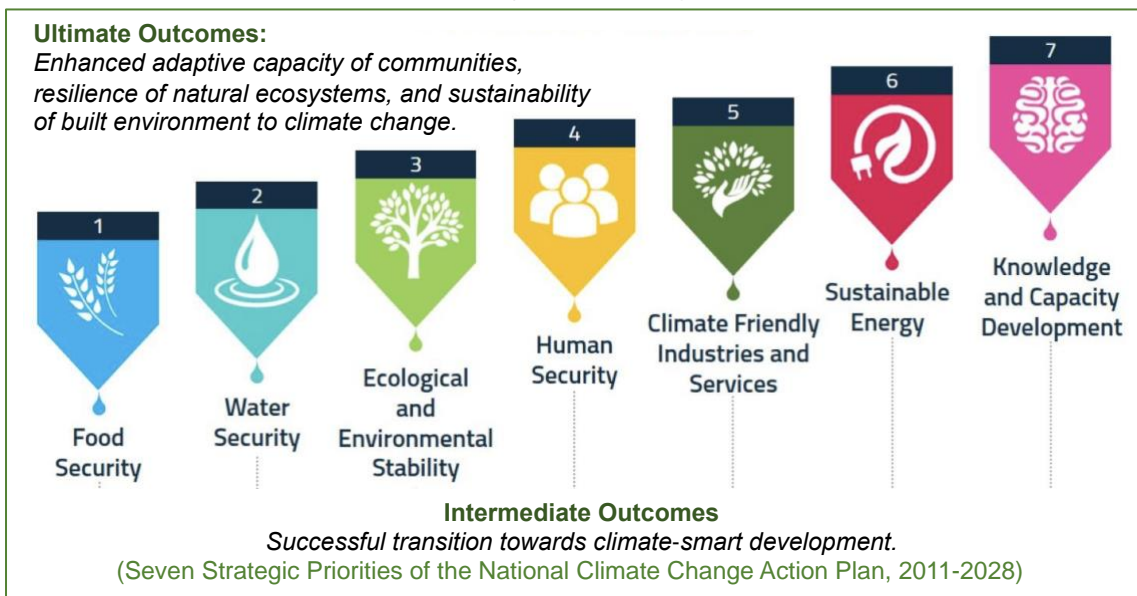 Ultimate Outcomes:
Enhanced adaptive capacity of communities,
resilience of natural ecosystems, and sustainability
of built environment to climate change.
1
Food
Security
2
Water
Security
3
Ecological
and
Environmental
Stability
4
Human
Security
5
Climate Friendly
Industries and
Services
6
Sustainable
Energy
7
Knowledge
and Capacity
Development
Intermediate Outcomes
Successful transition towards climate-smart development.
(Seven Strategic Priorities of the National Climate Change Action Plan, 2011-2028)